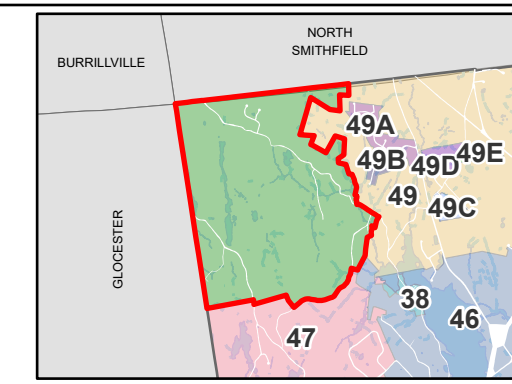 NORTH
SMITHFIELD
BURRILLVILLE
49A
49B
49D
49E
49
49C
GLOCESTER
38
46
47